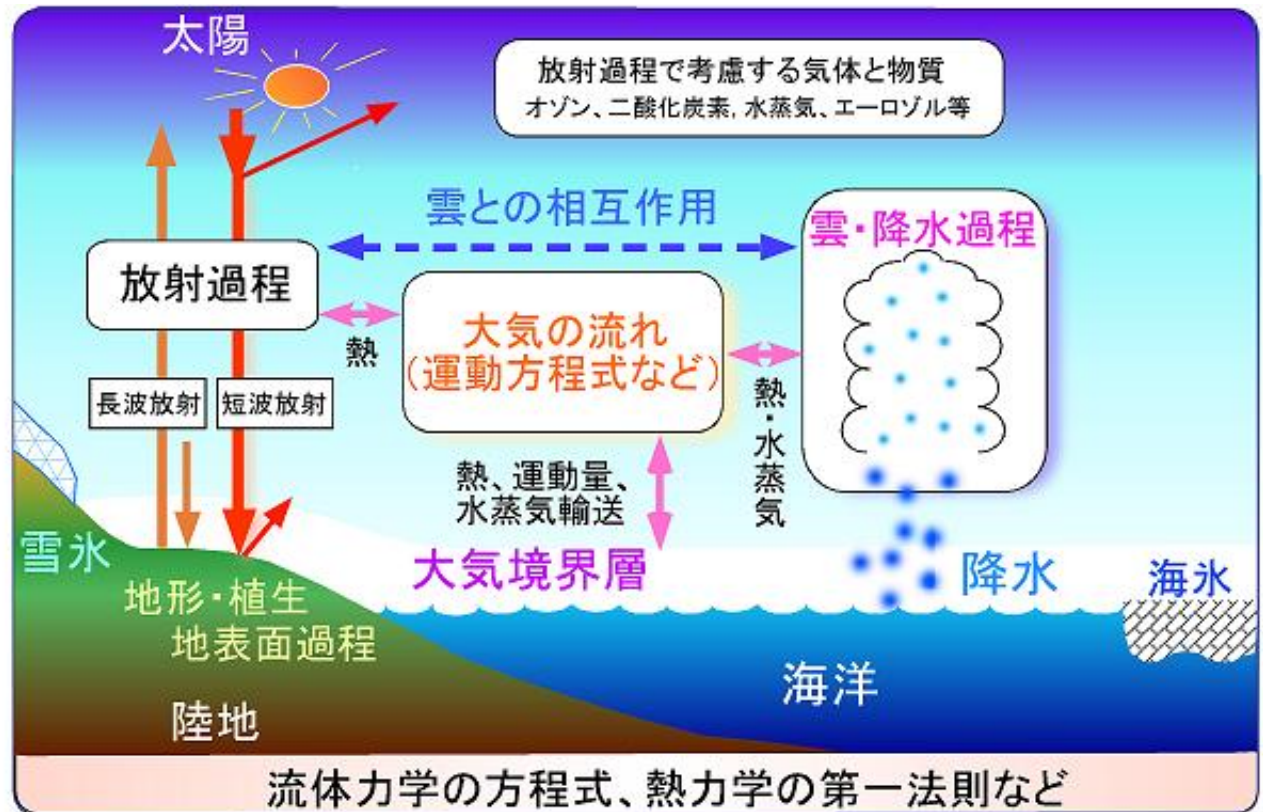 太陽
放射過程で考慮する気体と物質
オゾン、二酸化炭素, 水蒸気、エーロゾル等
雲との相互作用
雲・降水過程
放射過程
大気の流れ
(運動方程式など)
熱
熱・水蒸気
長波放射
短波放射
熱、運動量、
水蒸気輸送
大気境界層
雪氷
降水
海氷
地形・植生
地表面過程
海洋
陸地
流体力学の方程式、熱力学の第一法則など